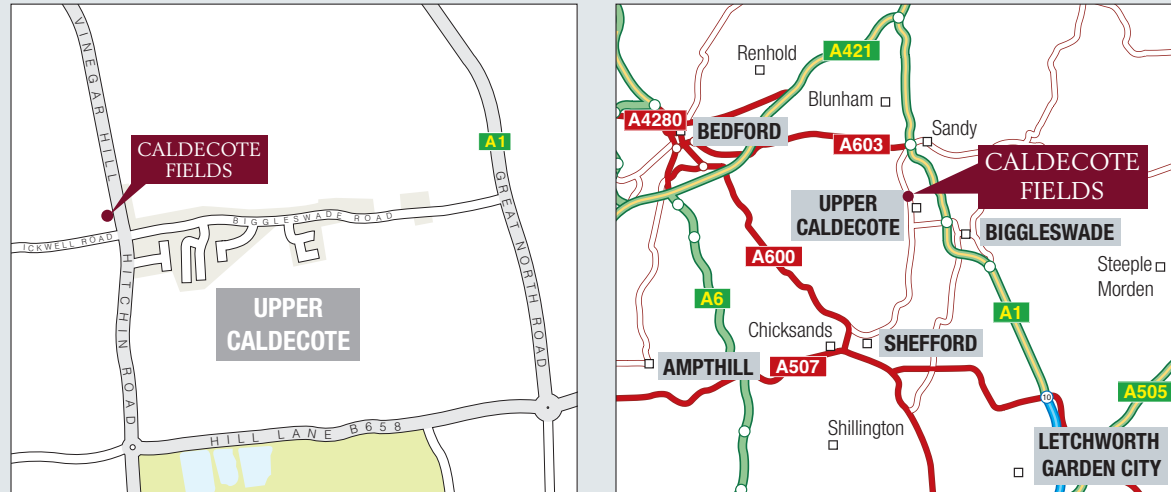 VINEGAR HILL
CALDECOTE
FIELDS
A1
GREAT NORTH ROAD
BIGGLESWADE ROAD
ICKWELL ROAD
HITCHIN ROAD
UPPER
CALDECOTE
HILL LANE B658
Renhold
A421
Blunham
A4280
BEDFORD
A603
Sandy
CALDECOTE
FIELDS
UPPER
CALDECOTE
BIGGLESWADE
A600
Steeple
Morden
A6
A1
Chicksands
SHEFFORD
AMPTHILL
A507
A505
10
Shillington
LETCHWORTH
GARDEN CITY